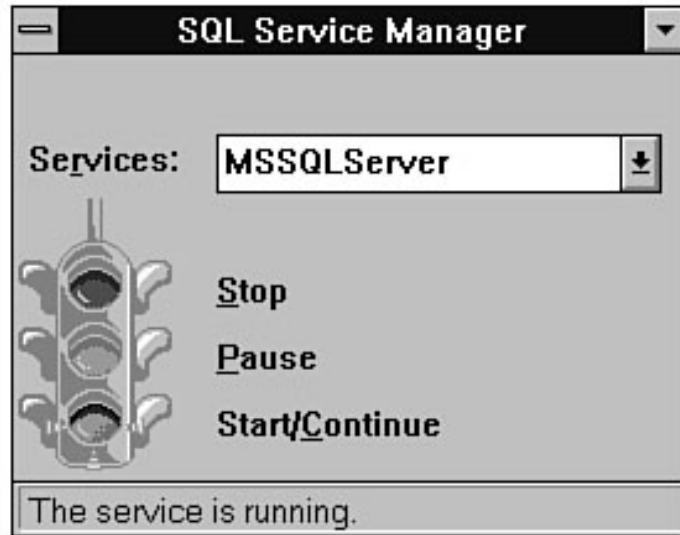 SQL Service Manager
Services: MSSQLServer
Stop
Pause
Start/Continue
The service is running.